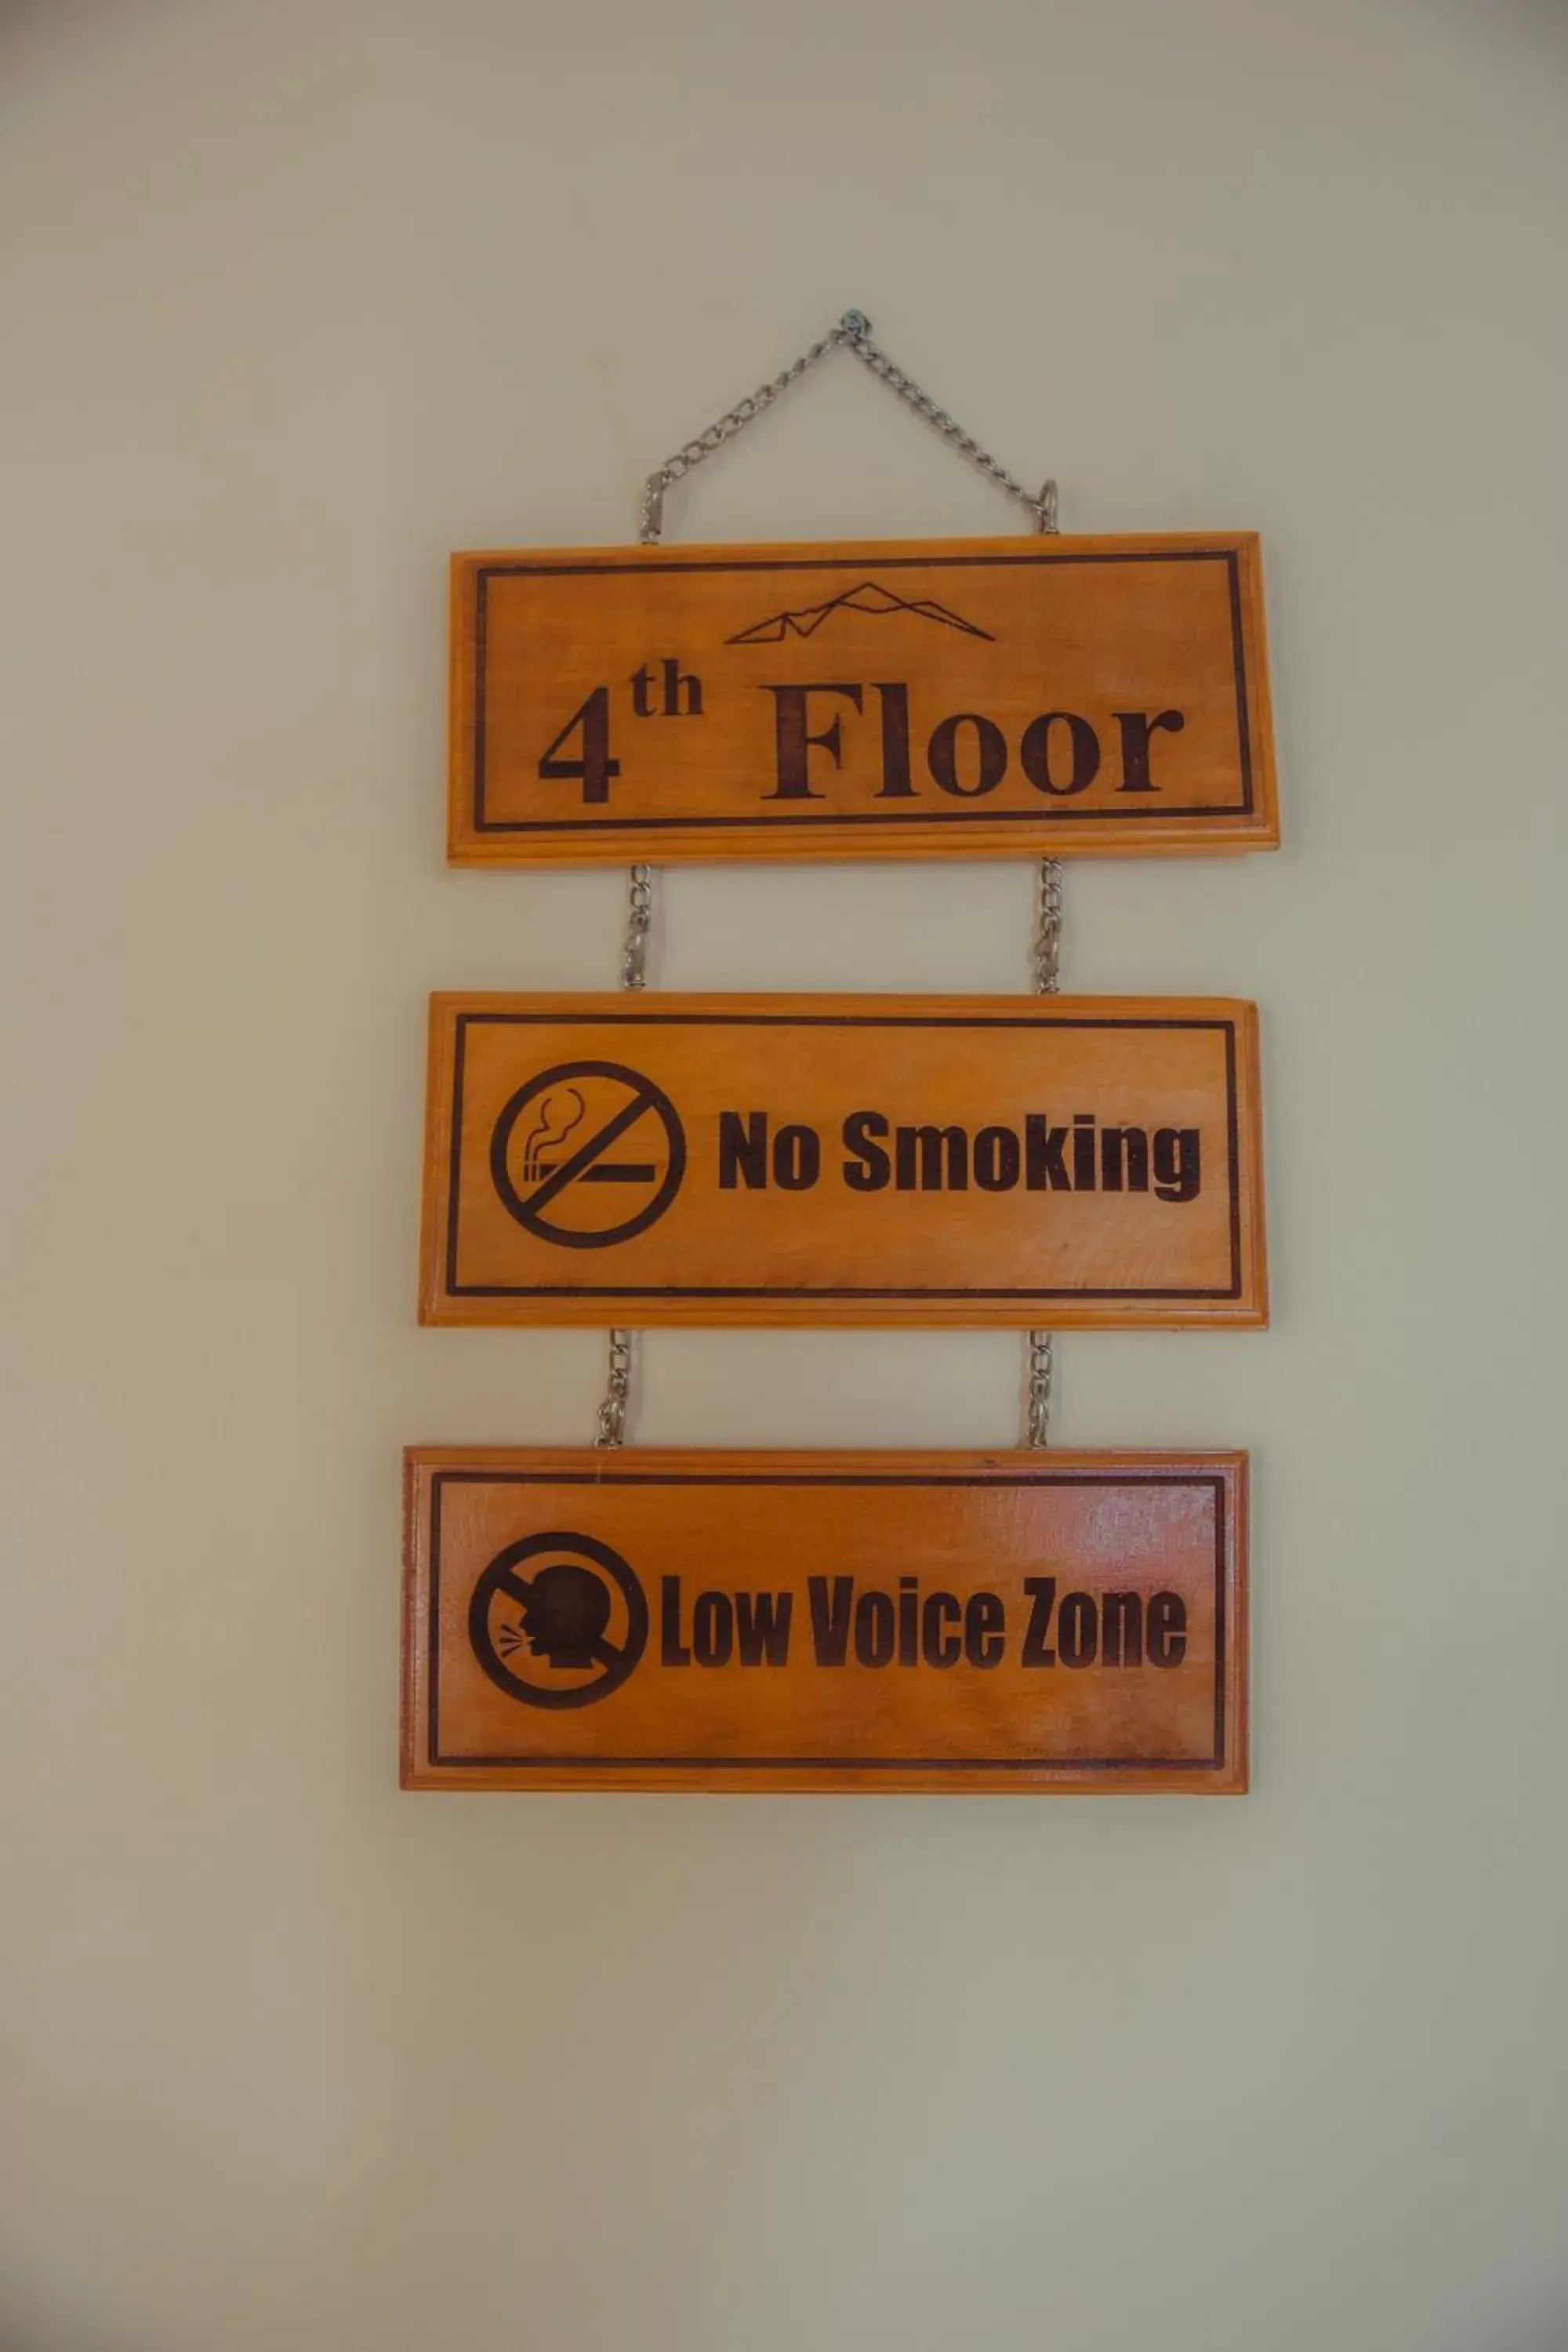 4th Floor
No Smoking
Low Voice Zone